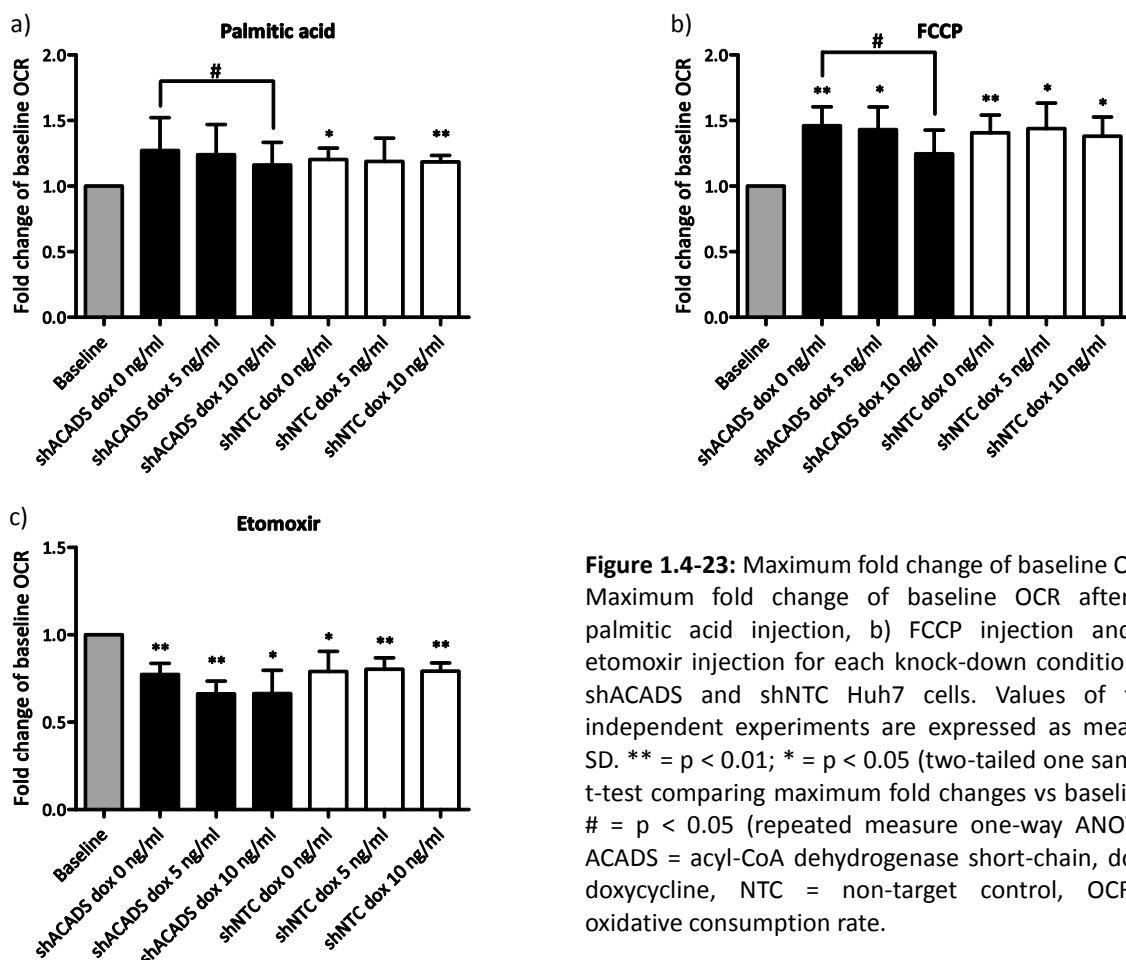 a)
Palmitic acid
#
*
**
2.0
1.5
1.0
0.5
0.0
Fold change of baseline OCR
Baseline
shACADS dox 0 ng/ml
shACADS dox 5 ng/ml
shACADS dox 10 ng/ml
shNTC dox 0 ng/ml
shNTC dox 5 ng/ml
shNTC dox 10 ng/ml
b)
FCCP
#
**
*
**
*
*
2.0
1.5
1.0
0.5
0.0
Fold change of baseline OCR
Baseline
shACADS dox 0 ng/ml
shACADS dox 5 ng/ml
shACADS dox 10 ng/ml
shNTC dox 0 ng/ml
shNTC dox 5 ng/ml
shNTC dox 10 ng/ml
c)
Etomoxir
**
**
*
*
**
**
1.5
1.0
0.5
0.0
Fold change of baseline OCR
Baseline
shACADS dox 0 ng/ml
shACADS dox 5 ng/ml
shACADS dox 10 ng/ml
shNTC dox 0 ng/ml
shNTC dox 5 ng/ml
shNTC dox 10 ng/ml
Figure 1.4-23: Maximum fold change of baseline
Maximum fold change of baseline OCR after
palmitic acid injection, b) FCCP injection and
etomoxir injection for each knock-down condition
shACADS and shNTC Huh7 cells. Values of
independent experiments are expressed as
SD. ** = p < 0.01; * = p < 0.05 (two-tailed one
t-test comparing maximum fold changes vs
# = p < 0.05 (repeated measure one-way
ACADS = acyl-CoA dehydrogenase short-chain,
doxycycline, NTC = non-target control, OCR
oxidative consumption rate.